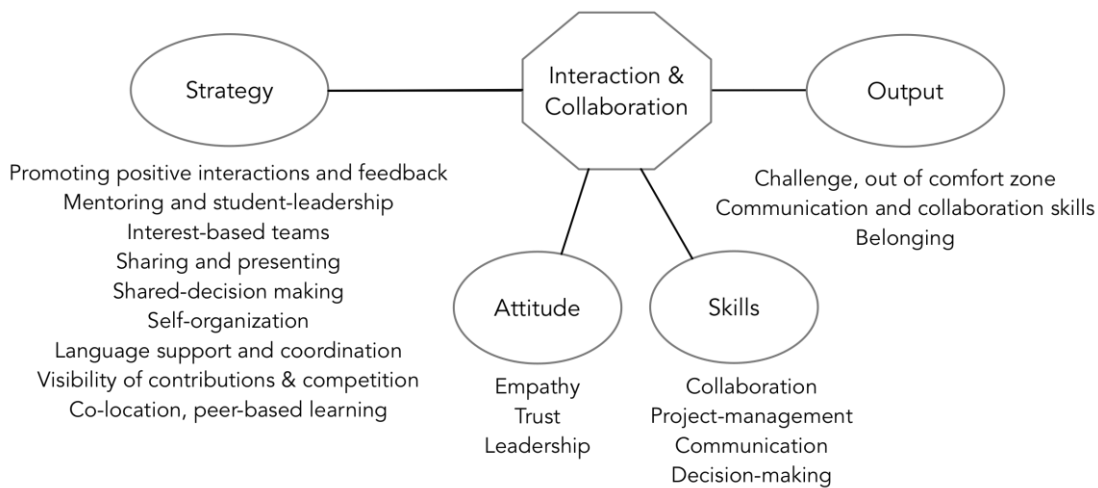 Interaction &
Collaboration
Strategy
Promoting positive interactions and feedback
Mentoring and student-leadership
Interest-based teams
Sharing and presenting
Shared-decision making
Self-organization
Language support and coordination
Visibility of contributions & competition
Co-location, peer-based learning
Attitude
Empathy
Trust
Leadership
Skills
Collaboration
Project-management
Communication
Decision-making
Output
Challenge, out of comfort zone
Communication and collaboration skills
Belonging